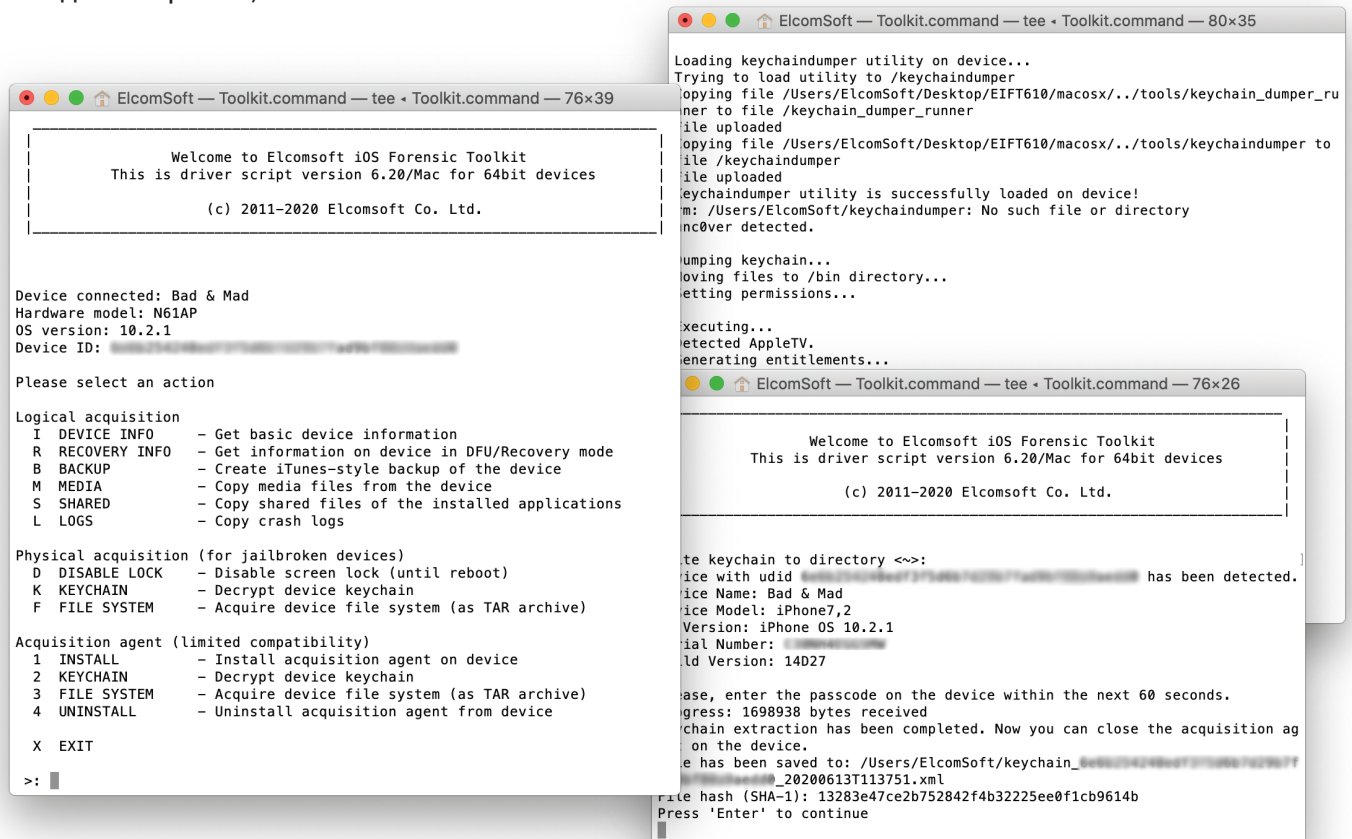 ElcomSoft — Toolkit.command — tee ◂ Toolkit.command — 76×39
Welcome to Elcomsoft iOS Forensic Toolkit
This is driver script version 6.20/Mac for 64bit devices
(c) 2011-2020 Elcomsoft Co. Ltd.
Device connected: Bad & Mad
Hardware model: N61AP
OS version: 10.2.1
Device ID:
Please select an action
Logical acquisition
I DEVICE INFO – Get basic device information
R RECOVERY INFO – Get information on device in DFU/Recovery mode
B BACKUP – Create iTunes-style backup of the device
M MEDIA – Copy media files from the device
S SHARED – Copy shared files of the installed applications
L LOGS – Copy crash logs
Physical acquisition (for jailbroken devices)
D DISABLE LOCK – Disable screen lock (until reboot)
K KEYCHAIN – Decrypt device keychain
F FILE SYSTEM – Acquire device file system (as TAR archive)
Acquisition agent (limited compatibility)
1 INSTALL – Install acquisition agent on device
2 KEYCHAIN – Decrypt device keychain
3 FILE SYSTEM – Acquire device file system (as TAR archive)
4 UNINSTALL – Uninstall acquisition agent from device
X EXIT
>:
ElcomSoft — Toolkit.command — tee ◂ Toolkit.command — 80×35
Loading keychaindumper utility on device...
Trying to load utility to /keychaindumper
opying file /Users/ElcomSoft/Desktop/EIFT610/macosx/../tools/keychain_dumper_ru
ner to file /keychain_dumper_runner
ile uploaded
opying file /Users/ElcomSoft/Desktop/EIFT610/macosx/../tools/keychaindumper to
file /keychaindumper
ile uploaded
eychaindumper utility is successfully loaded on device!
rm: /Users/ElcomSoft/keychaindumper: No such file or directory
unc0ver detected.
umping keychain...
oving files to /bin directory...
etting permissions...
xecuting...
etected AppleTV.
enerating entitlements...
ElcomSoft — Toolkit.command — tee ◂ Toolkit.command — 76×26
Welcome to Elcomsoft iOS Forensic Toolkit
This is driver script version 6.20/Mac for 64bit devices
(c) 2011-2020 Elcomsoft Co. Ltd.
te keychain to directory <~>:
vice with udid has been detected.
vice Name: Bad & Mad
vice Model: iPhone7,2
Version: iPhone OS 10.2.1
rial Number:
ld Version: 14D27
ease, enter the passcode on the device within the next 60 seconds.
ogress: 1698938 bytes received
ychain extraction has been completed. Now you can close the acquisition ag
on the device.
e has been saved to: /Users/ElcomSoft/keychain_
_20200613T113751.xml
File hash (SHA-1): 13283e47ce2b752842f4b32225ee0f1cb9614b
Press 'Enter' to continue